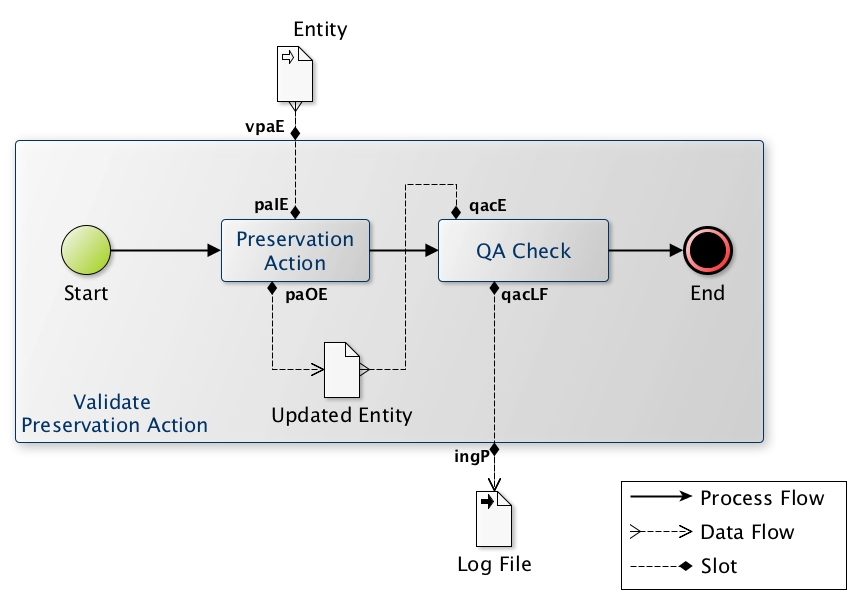 Entity
vpaE
paIE
qacE
Preservation
Action
QA Check
Start
paOE
qacLF
End
Validate
Preservation Action
Updated Entity
ingP
Log File
Process Flow
Data Flow
Slot